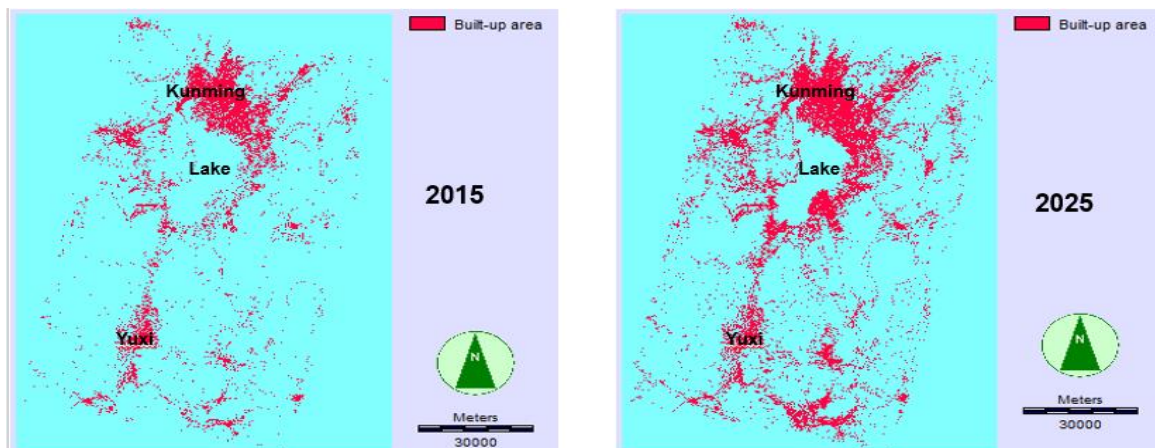 Built-up area
Kunming
Lake
2015
Yuxi
N
Meters
30000
Built-up area
Kunming
Lake
2025
Yuxi
N
Meters
30000